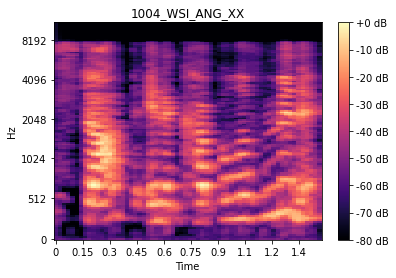 1004_WSI_ANG_XX
+0 dB
8192
-10 dB
4096
-20 dB
-30 dB
2048
Hz
-40 dB
1024
-50 dB
512
-60 dB
-70 dB
0
-80 dB
0 0.15 0.3 0.45 0.6 0.75 0.9 1.1 1.2 1.4
Time